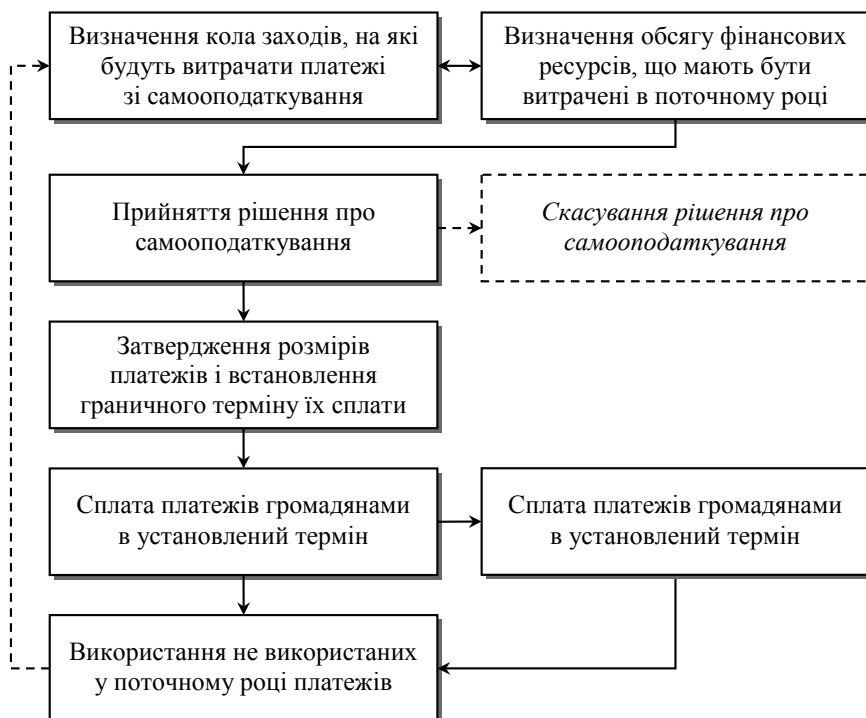 Визначення кола заходів, на які
будуть витрачати платежі
зі самооподаткування
Визначення обсягу фінансових
ресурсів, що мають бути
витрачені в поточному році
Прийняття рішення про
самооподаткування
Скасування рішення про
самооподаткування
Затвердження розмірів
платежів і встановлення
граничного терміну їх сплати
Сплата платежів громадянами
в установлений термін
Сплата платежів громадянами
в установлений термін
Використання не використаних
у поточному році платежів